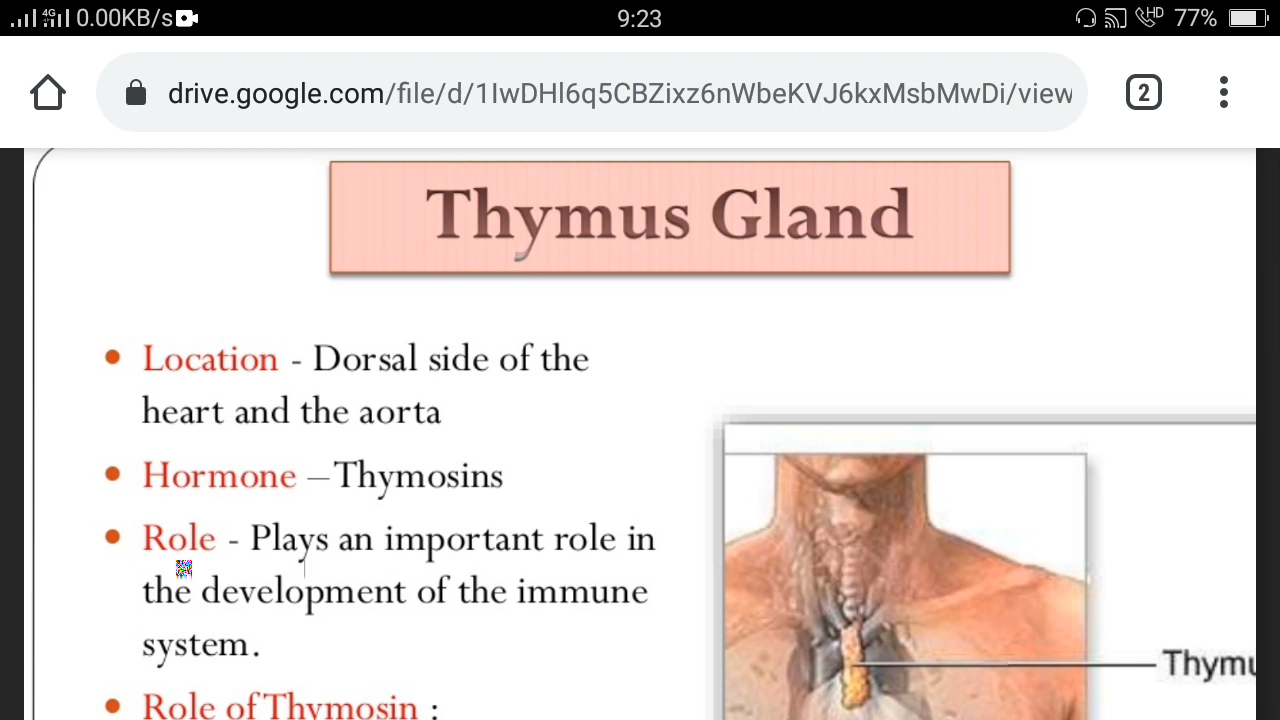 4G 0.00KB/s 9:23 HD 77%
drive.google.com/file/d/1IwDHl6q5CBZixz6nWbeKVJ6kxMsbMwDi/view 2
Thymus Gland
Location - Dorsal side of the
heart and the aorta
Hormone –Thymosins
Role - Plays an important role in
the development of the immune
system.
Thymu
Role of Thymosin :